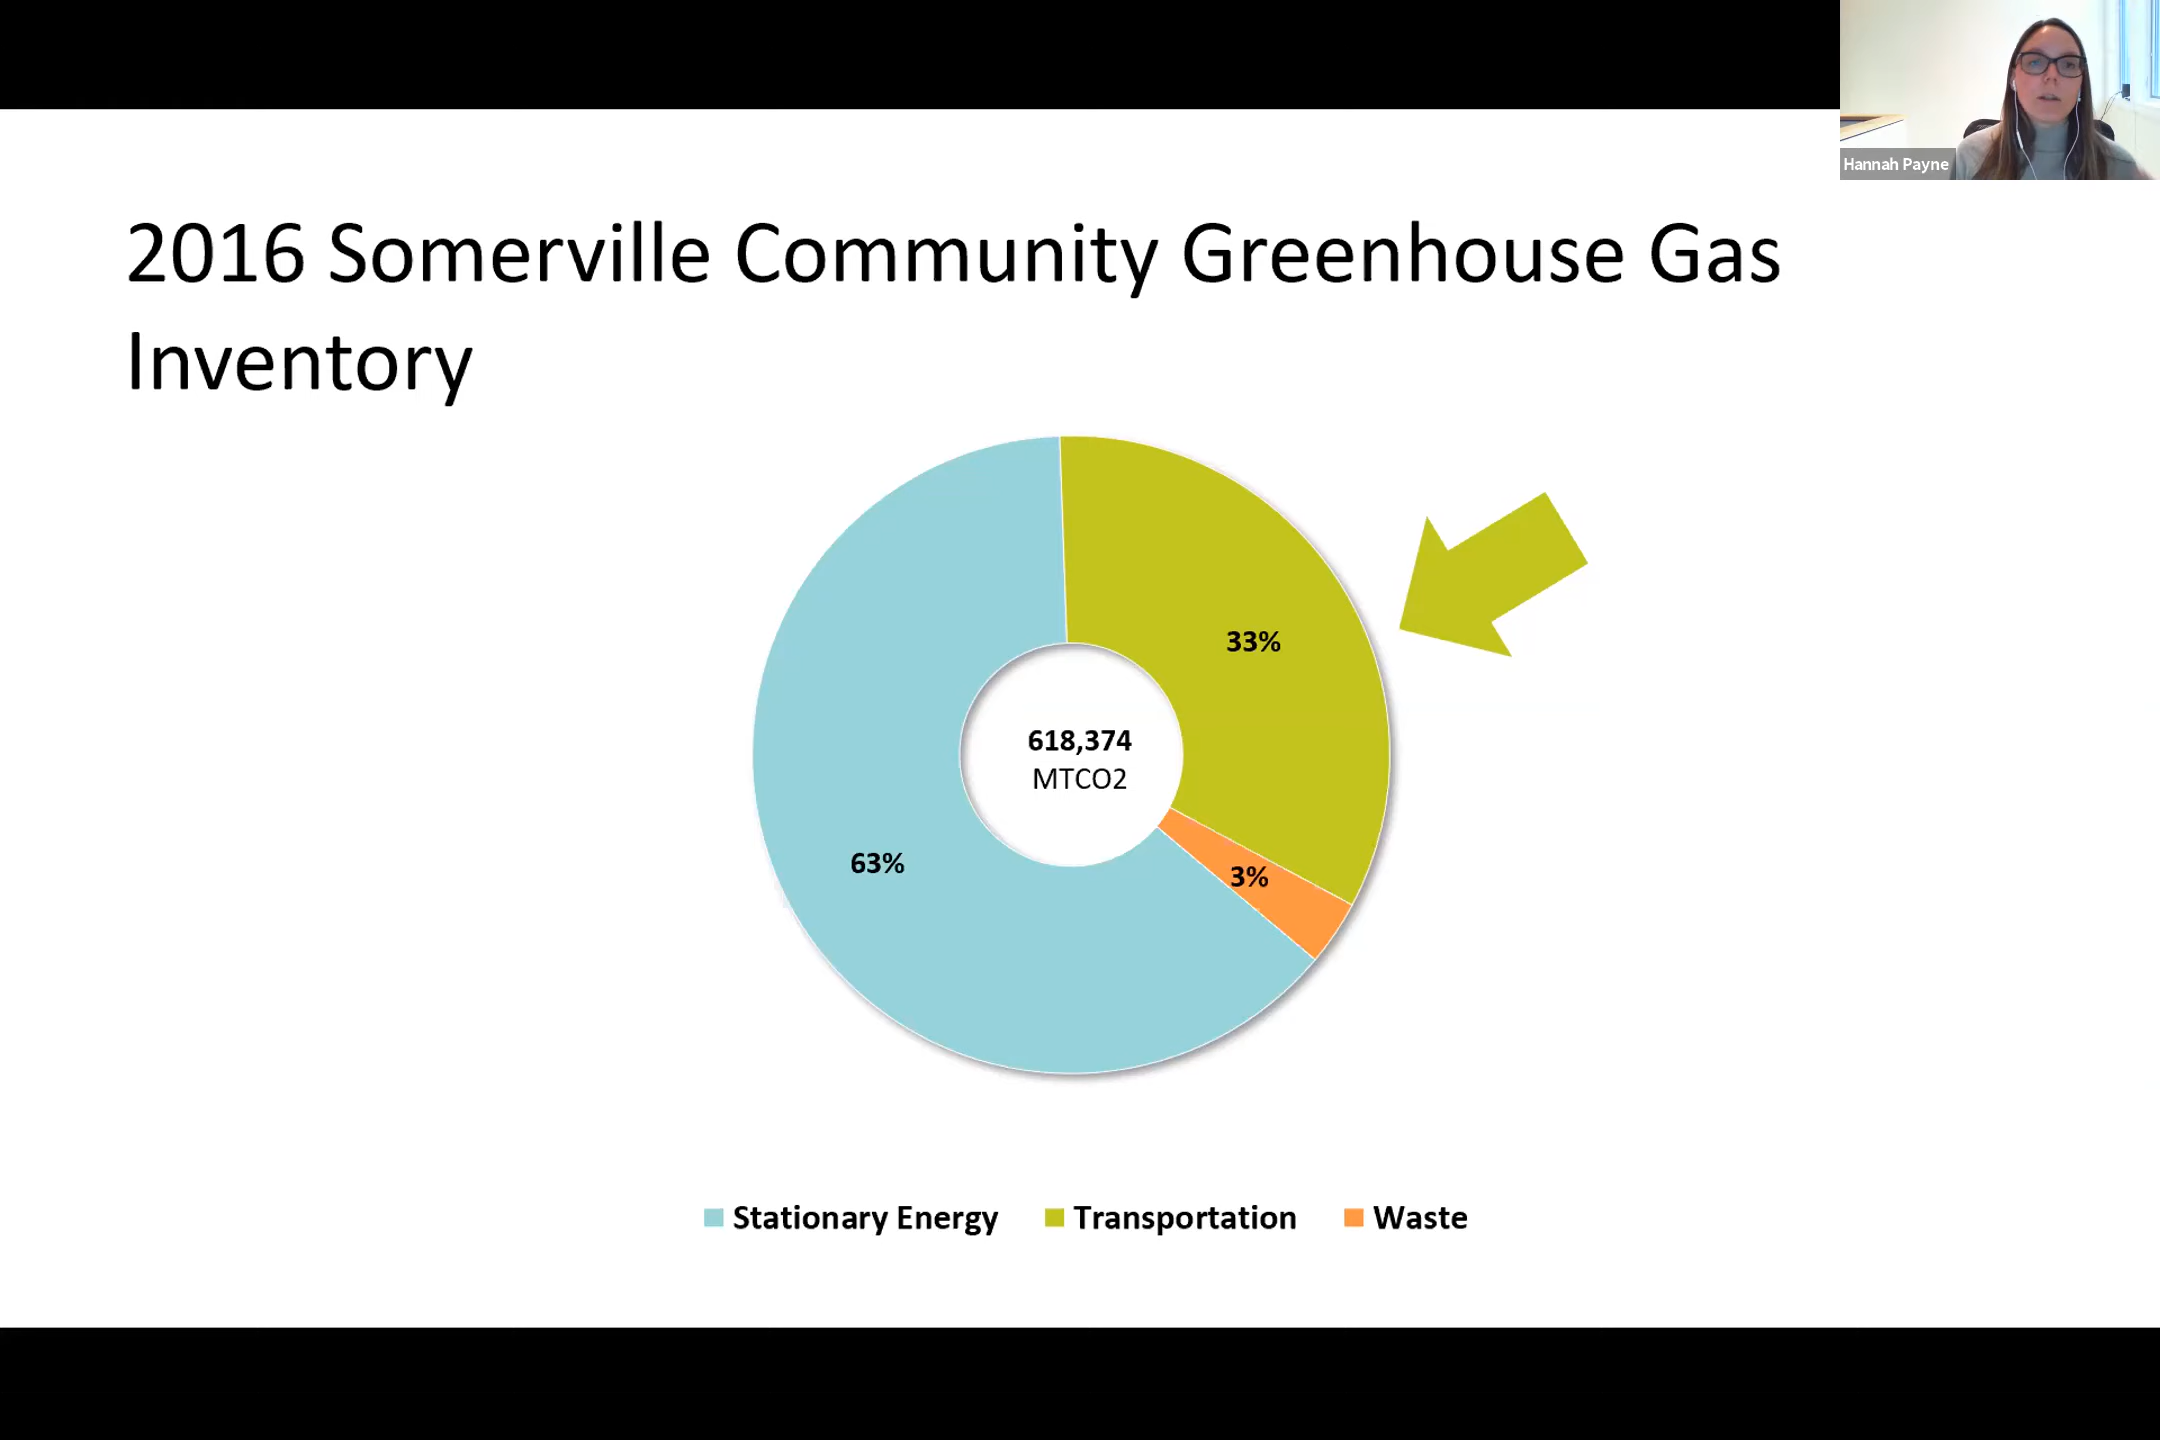 Hannah Payne
2016 Somerville Community Greenhouse Gas
Inventory
33%
618,374
MTCO2
63%
3%
Stationary Energy
Transportation
Waste